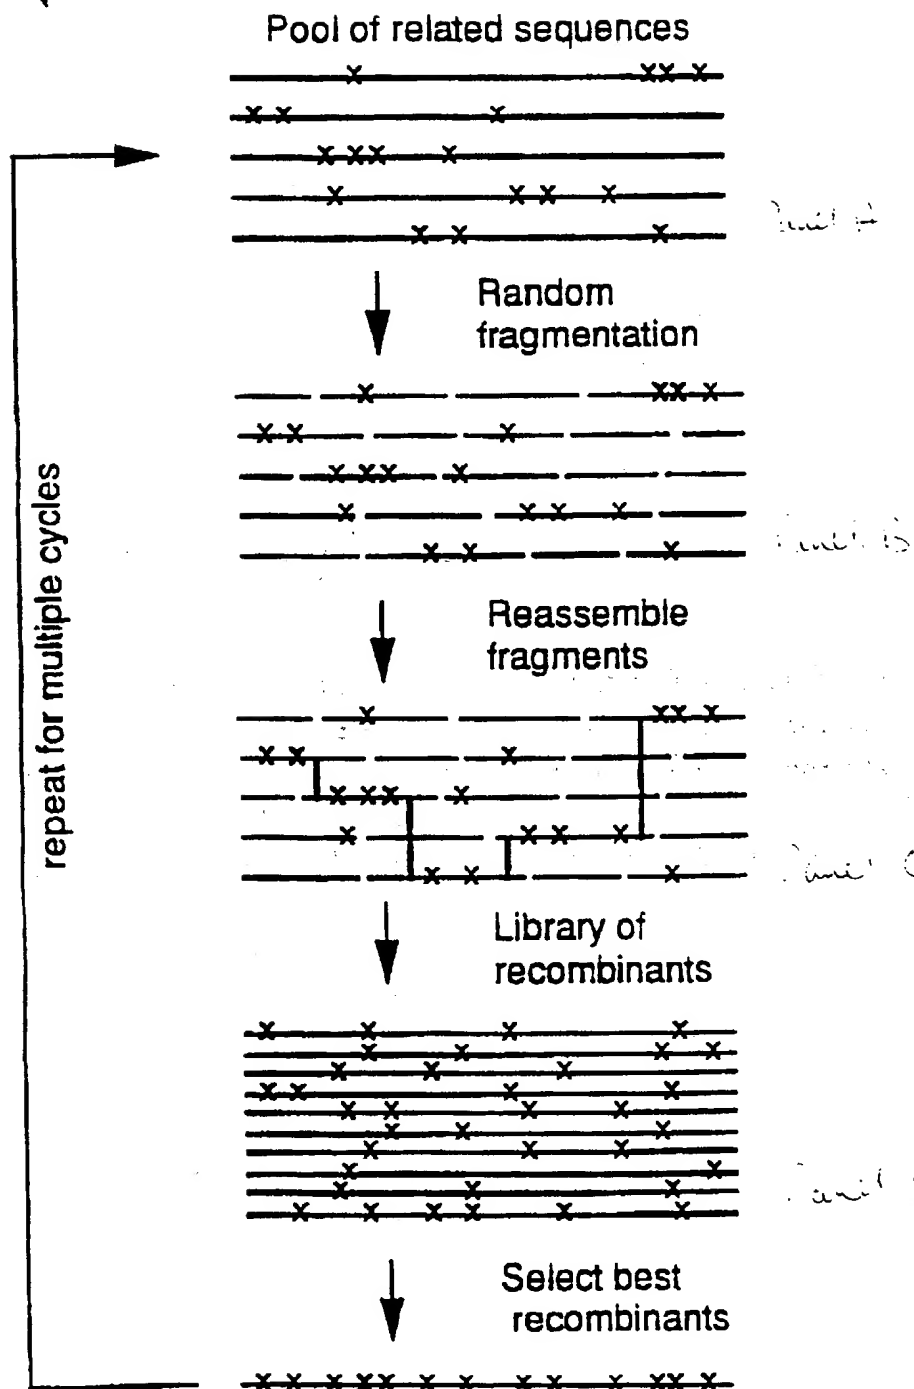 Pool of related sequences
Random
fragmentation
Reassemble
fragments
repeat for multiple cycles
Library of
recombinants
Select best
recombinants